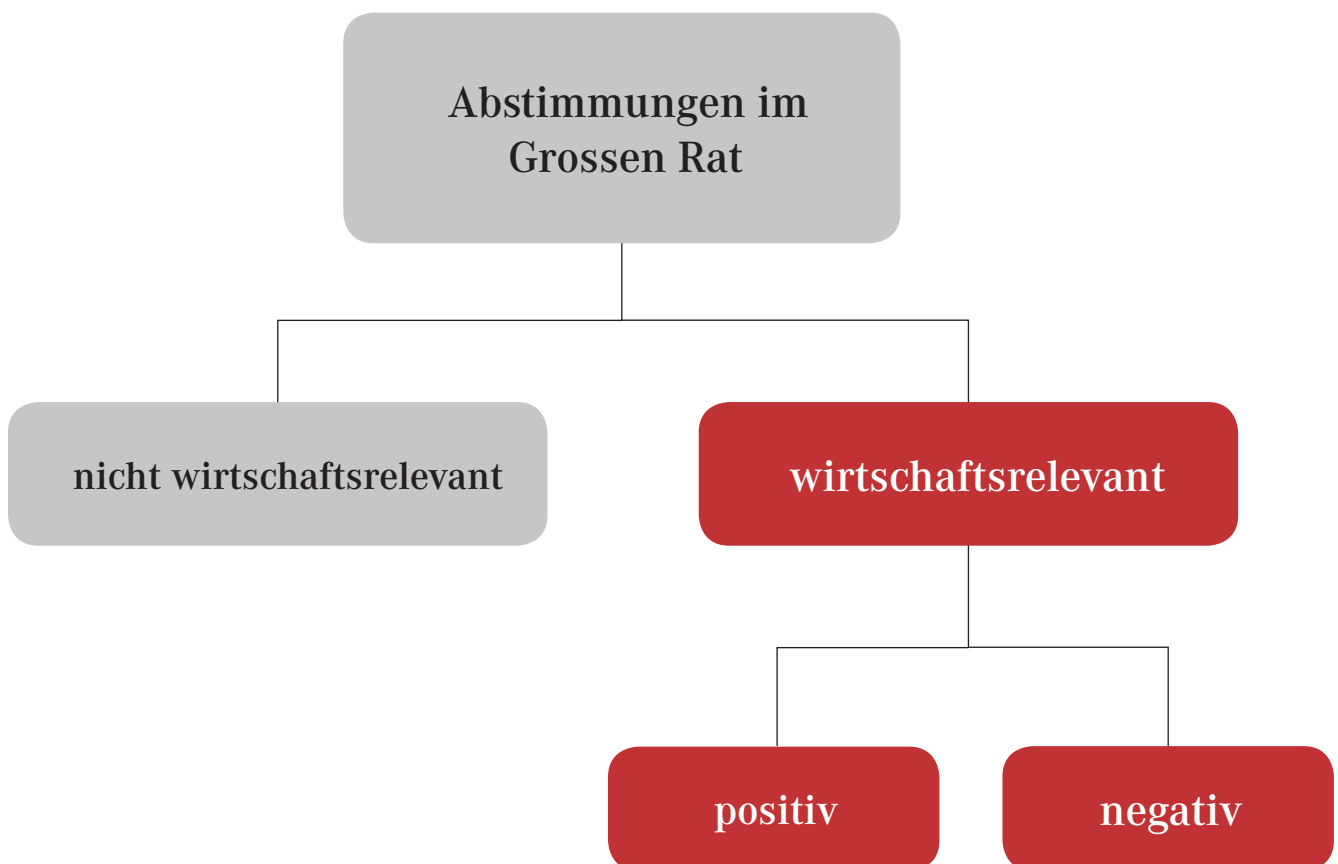 Abstimmungen im
Grossen Rat
nicht wirtschaftsrelevant
wirtschaftsrelevant
positiv
negativ